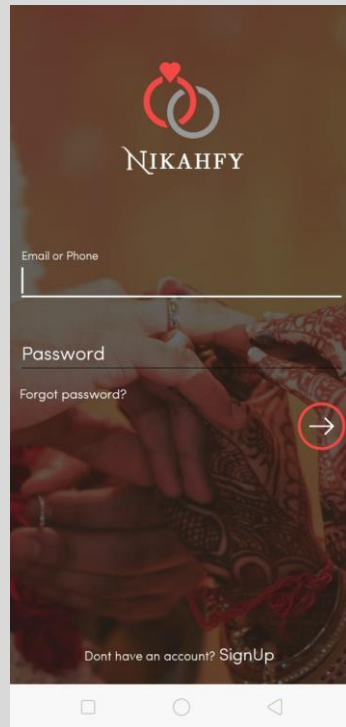 NIKAHFY
Email or Phone
Password
Forgot password?
Dont have an account? SignUp